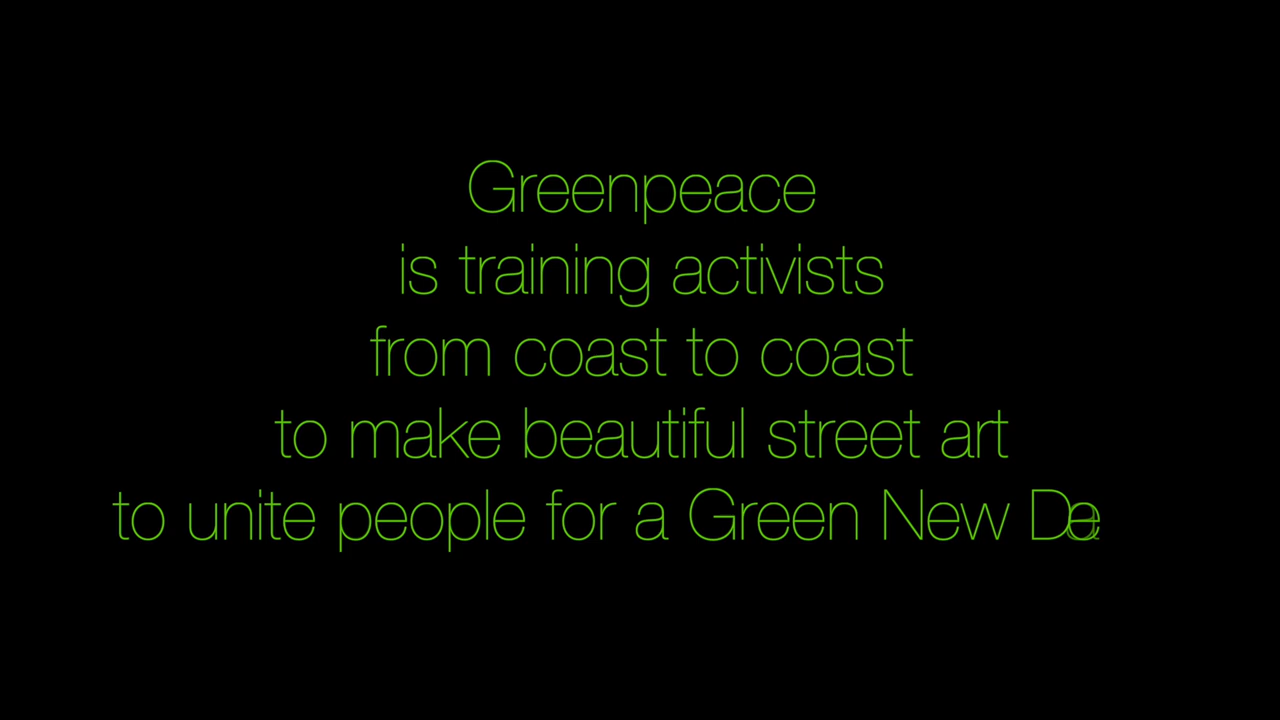 Greenpeace
is training activists
from coast to coast
to make beautiful street art
to unite people for a Green New Dea